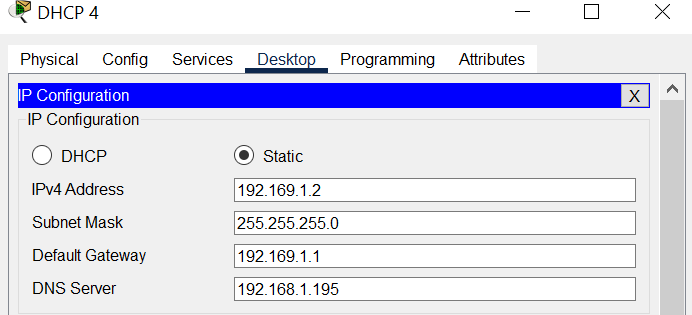 DHCP 4
Physical Config Services Desktop Programming Attributes
IP Configuration X
IP Configuration
DHCP Static
IPv4 Address 192.169.1.2
Subnet Mask 255.255.255.0
Default Gateway 192.169.1.1
DNS Server 192.168.1.195